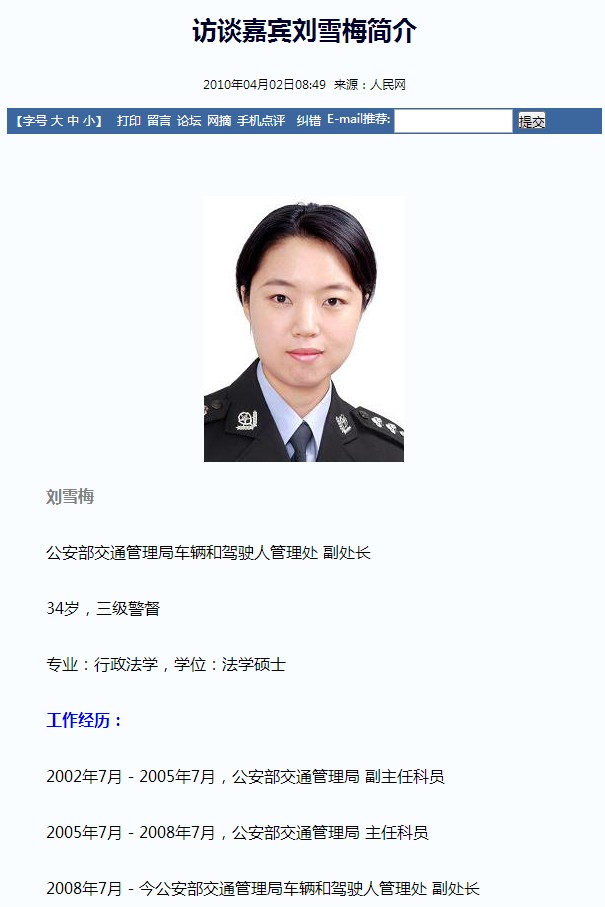 访谈嘉宾刘雪梅简介
2010年04月02日08:49 来源：人民网
【字号 大 中 小】 打印 留言 论坛 网摘 手机点评 纠错 E-mail推荐: 提交
刘雪梅
公安部交通管理局车辆和驾驶人管理处 副处长
34岁，三级警督
专业：行政法学，学位：法学硕士
工作经历：
2002年7月 - 2005年7月，公安部交通管理局 副主任科员
2005年7月 - 2008年7月，公安部交通管理局 主任科员
2008年7月 - 今公安部交通管理局车辆和驾驶人管理处 副处长